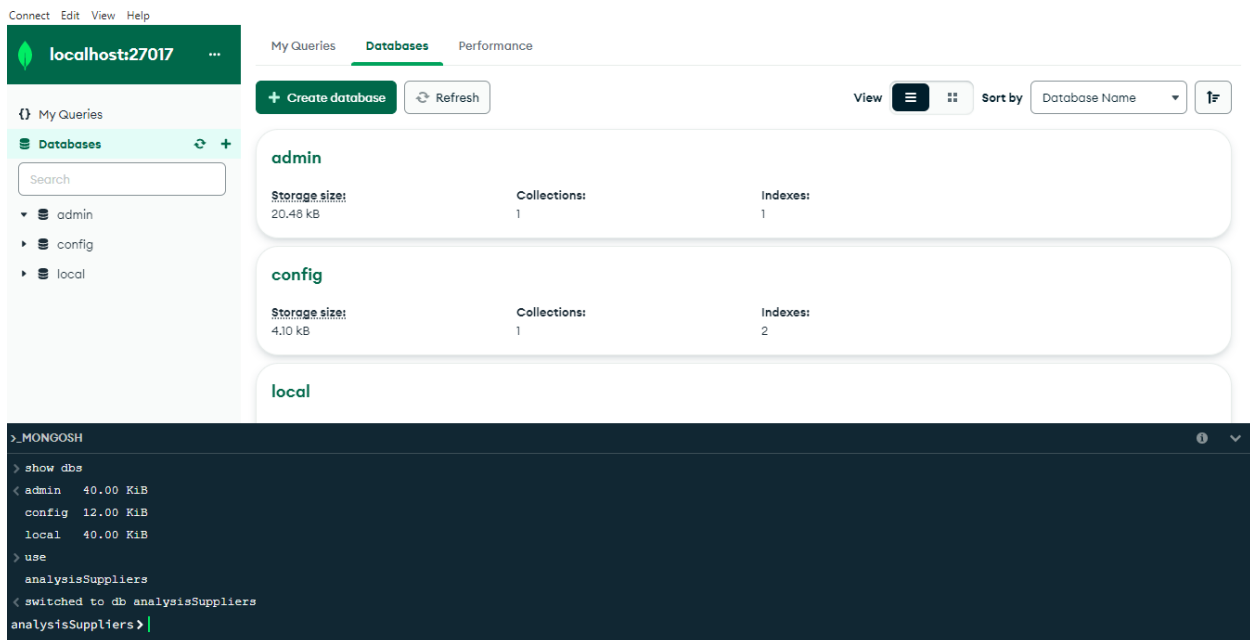 Connect Edit View Help
localhost:27017 ...
My Queries Databases Performance
+ Create database Refresh View Sort by Database Name
{} My Queries
Databases
Search
admin
config
local
admin
Storage size: Collections: Indexes:
20.48 kB 1 1
config
Storage size: Collections: Indexes:
4.10 kB 1 2
local
>_MONGOSH
> show dbs
< admin 40.00 KiB
config 12.00 KiB
local 40.00 KiB
> use
analysisSuppliers
< switched to db analysisSuppliers
analysisSuppliers>